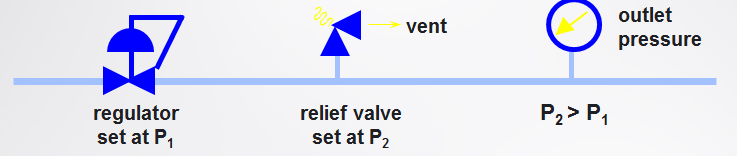 regulator
set at P₁
relief valve
set at P₂
vent
outlet
pressure
P₂ > P₁